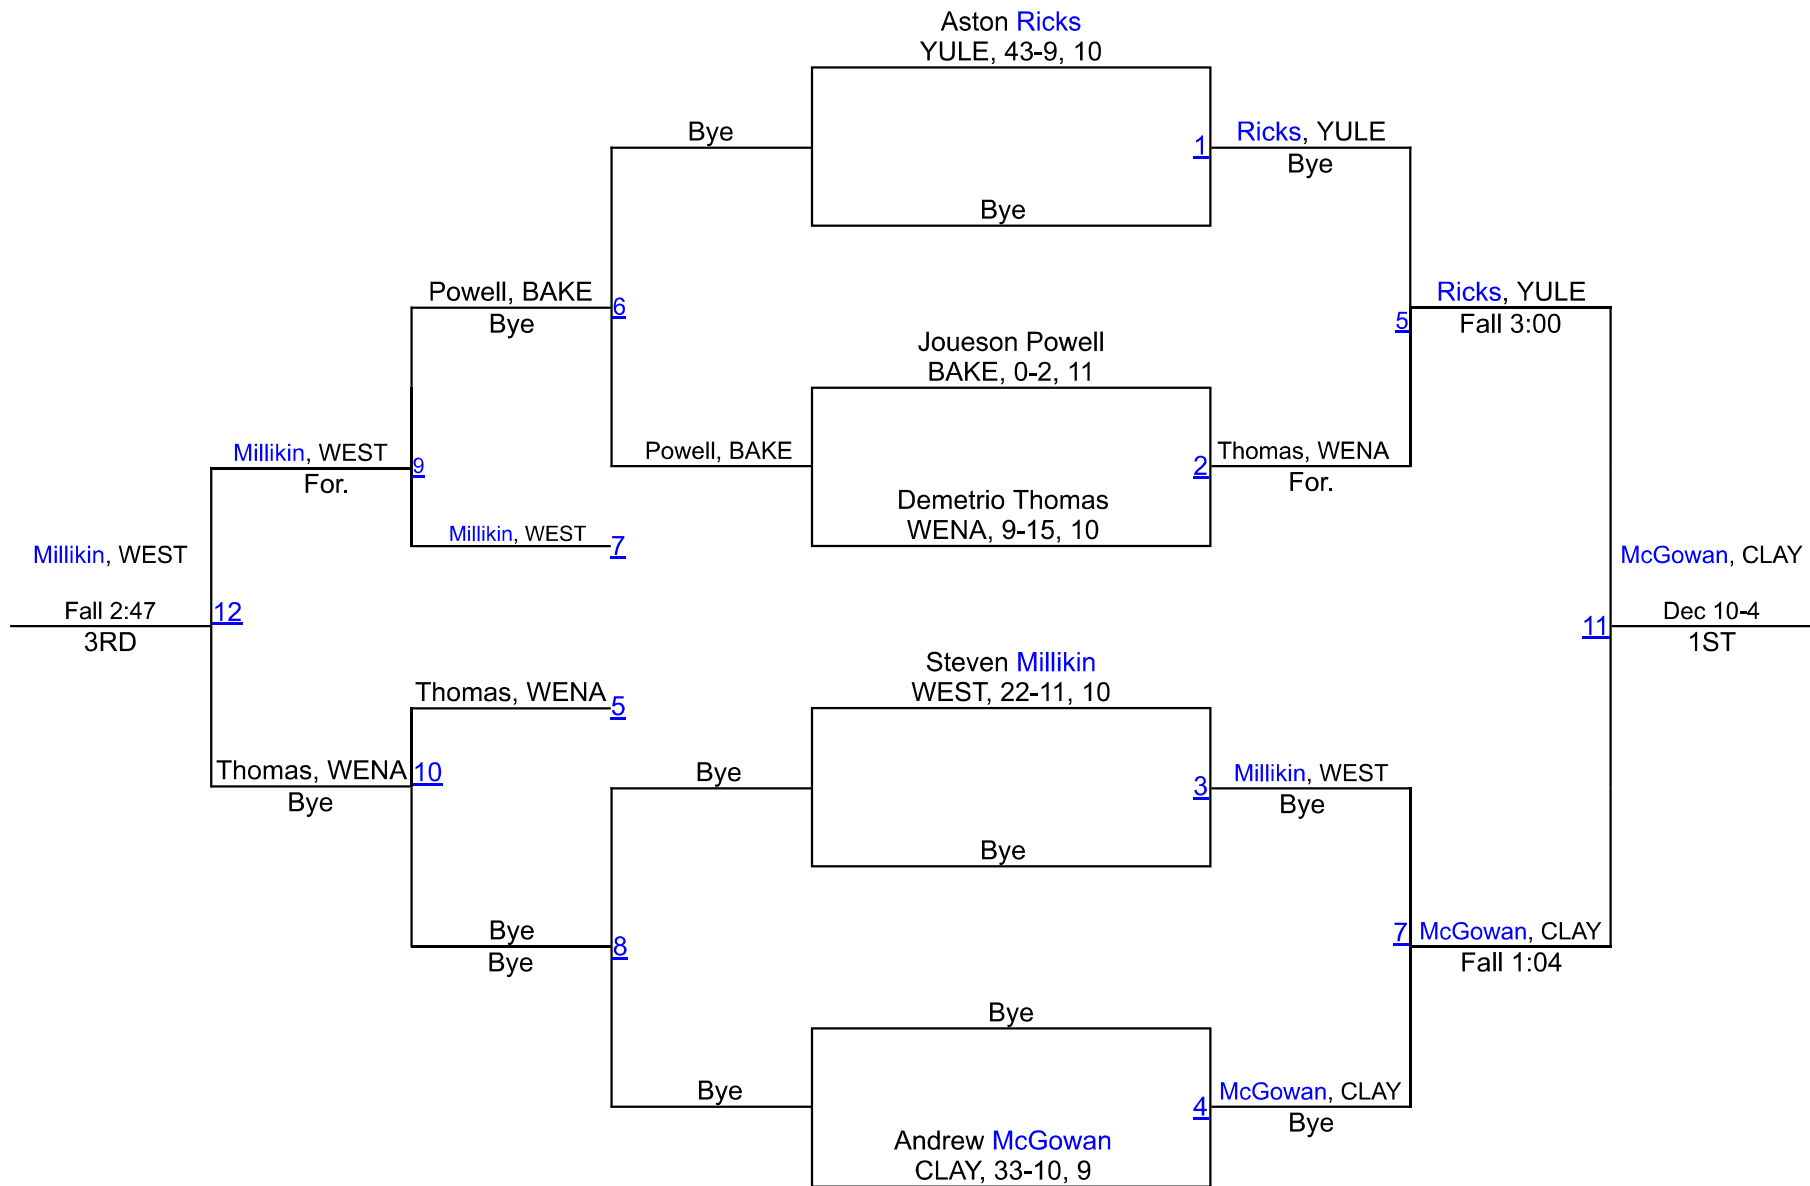 Aston Ricks
YULE, 43-9, 10
Bye
1
Ricks, YULE
Bye
Bye
Powell, BAKE
Bye
6
Ricks, YULE
Fall 3:00
5
Joueson Powell
BAKE, 0-2, 11
Millikin, WEST
For.
9
Powell, BAKE
2
Thomas, WENA
For.
Demetrio Thomas
WENA, 9-15, 10
Millikin, WEST
7
Millikin, WEST
Fall 2:47
3RD
12
McGowan, CLAY
Dec 10-4
1ST
11
Steven Millikin
WEST, 22-11, 10
Thomas, WENA
5
Thomas, WENA
Bye
10
Bye
3
Millikin, WEST
Bye
Bye
Bye
Bye
8
7
McGowan, CLAY
Fall 1:04
Bye
Bye
4
McGowan, CLAY
Bye
Andrew McGowan
CLAY, 33-10, 9